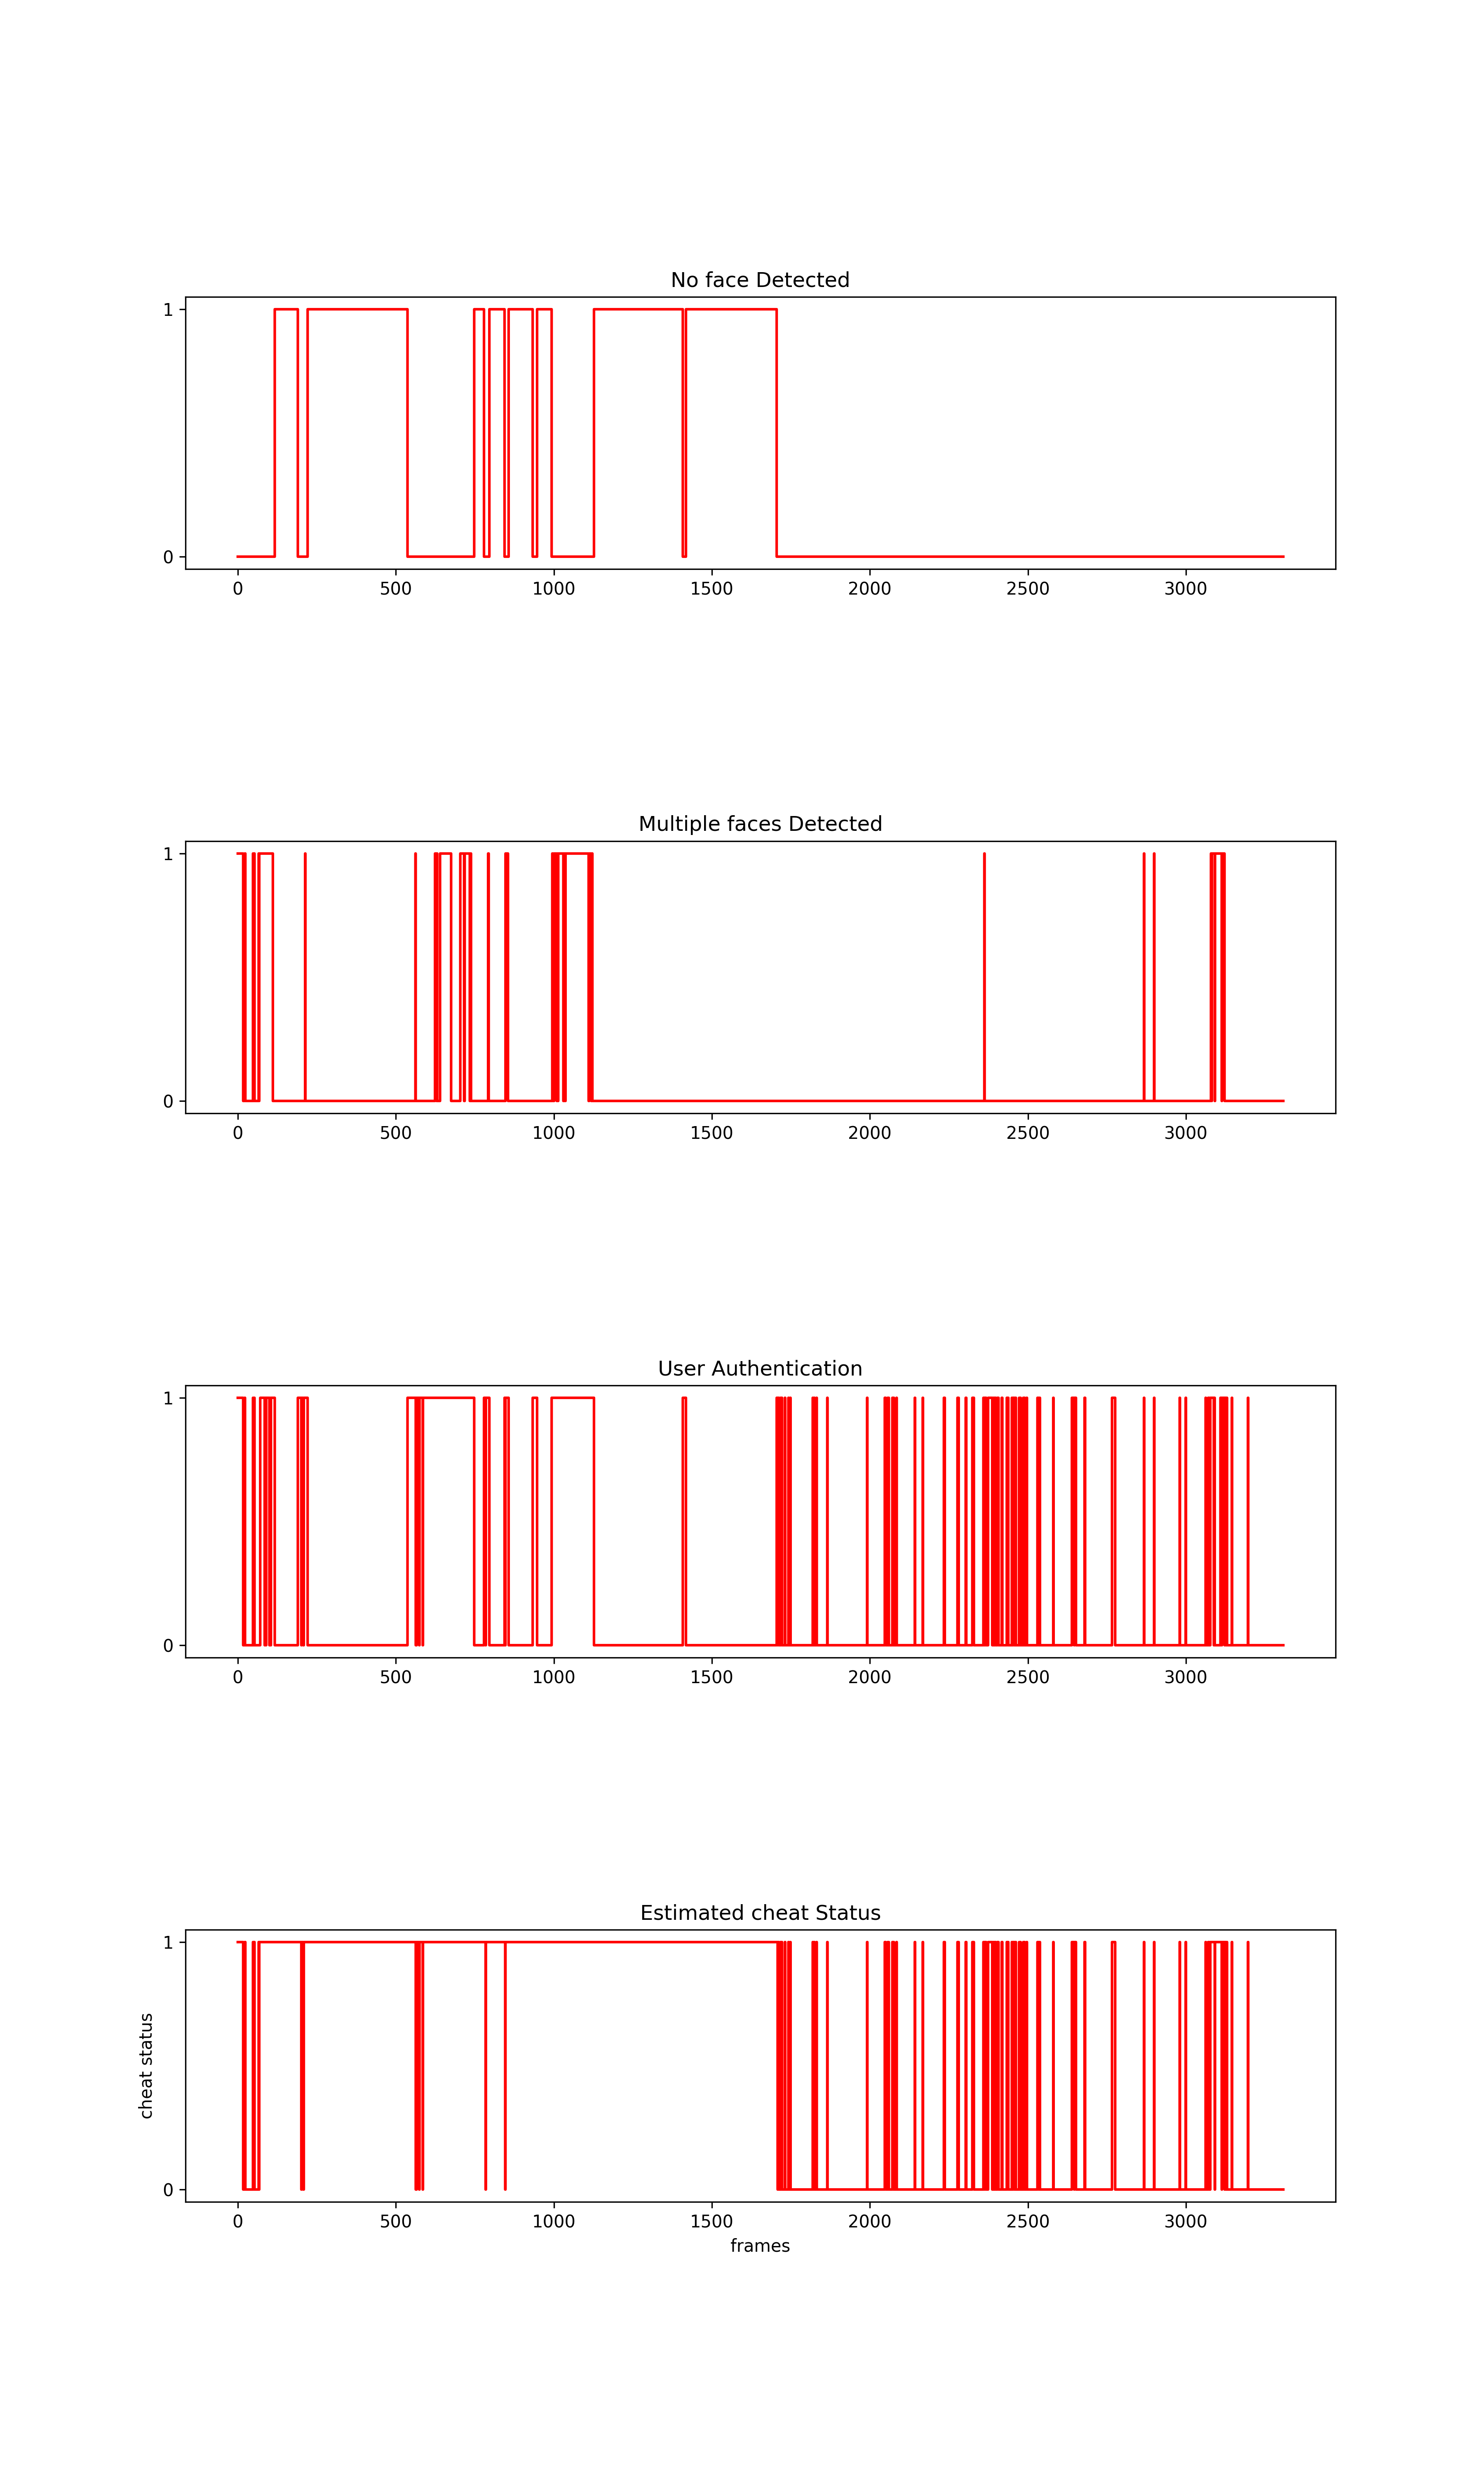 No face Detected
1
0
0 500 1000 1500 2000 2500 3000
Multiple faces Detected
1
0
0 500 1000 1500 2000 2500 3000
User Authentication
1
0
0 500 1000 1500 2000 2500 3000
Estimated cheat Status
1
cheat status
0
0 500 1000 1500 2000 2500 3000
frames